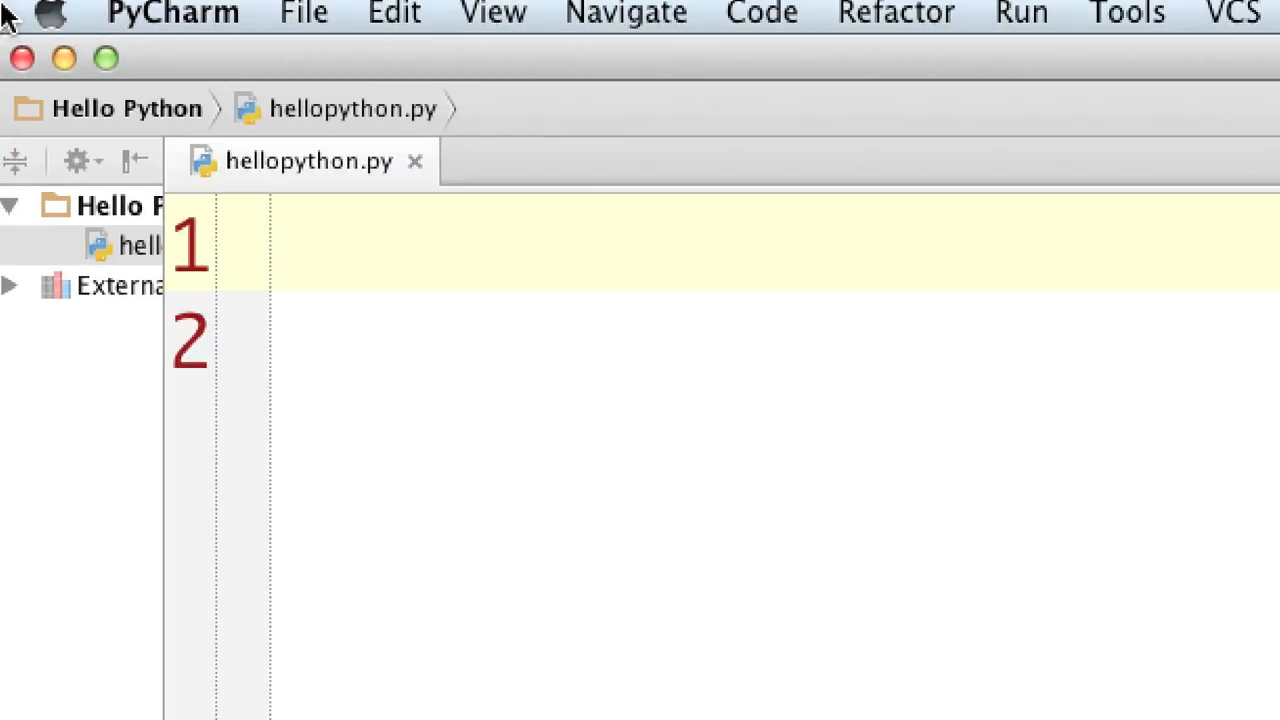 PyCharm File Edit View Navigate Code Refactor Run Tools VCS
Hello Python hellopython.py
hellopython.py
Hello P
hell
Externa
1
2